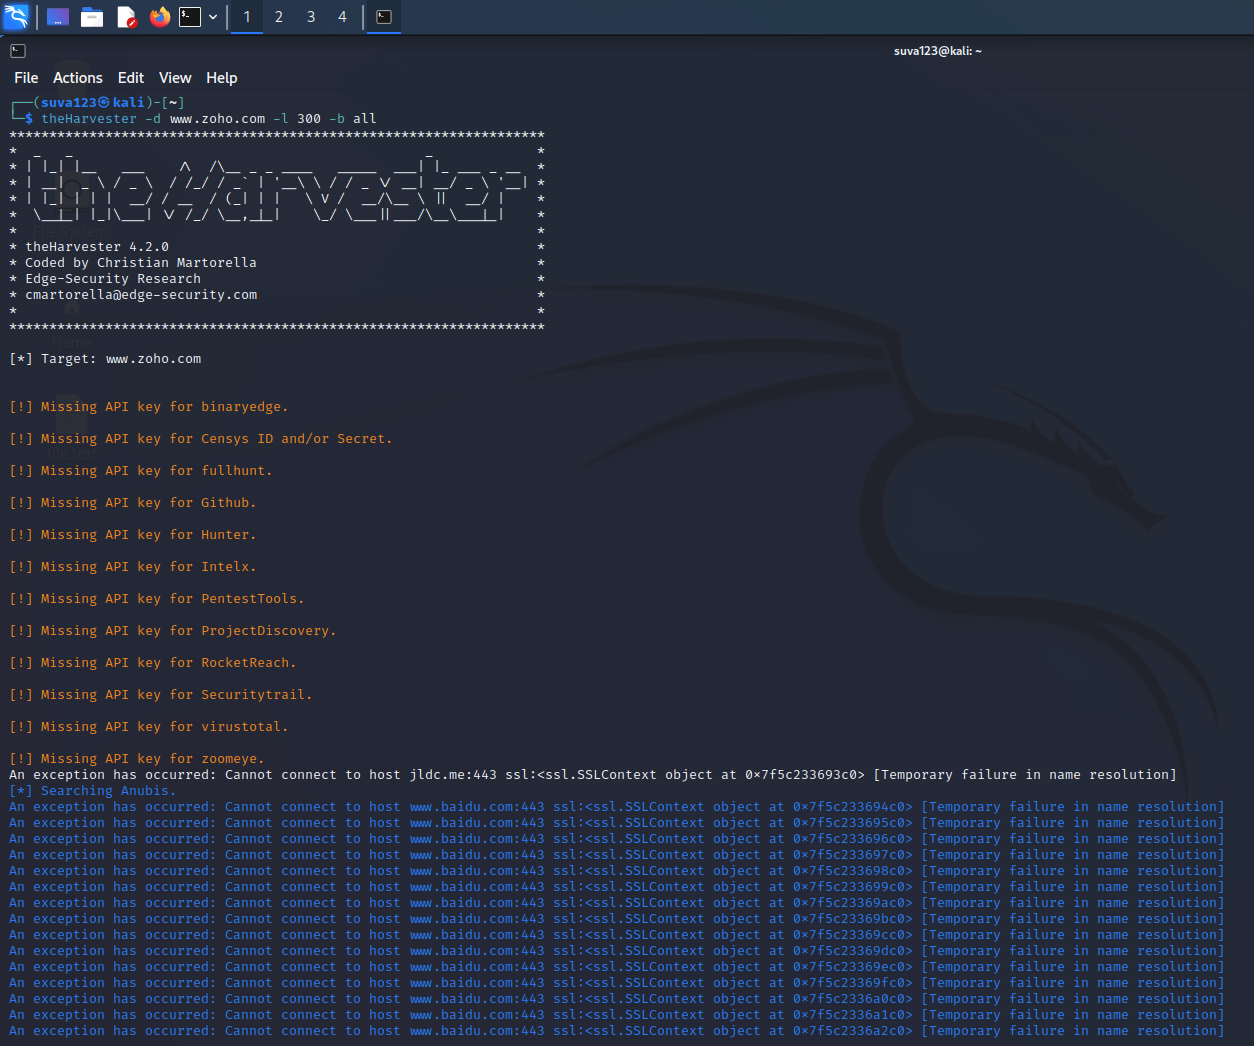 1 2 3 4
suva123@kali: ~
File Actions Edit View Help
┌──(suva123㉿kali)-[~]
└─$ theHarvester -d www.zoho.com -l 300 -b all
*******************************************************************
*                                                                 *
* theHarvester
* theHarvester 4.2.0                                              *
* Coded by Christian Martorella                                   *
* Edge-Security Research                                          *
* cmartorella@edge-security.com                                   *
*                                                                 *
*******************************************************************
File System
Home
[*] Target: www.zoho.com
[!] Missing API key for binaryedge.
[!] Missing API key for Censys ID and/or Secret.
file.text
[!] Missing API key for fullhunt.
[!] Missing API key for Github.
[!] Missing API key for Hunter.
[!] Missing API key for Intelx.
[!] Missing API key for PentestTools.
[!] Missing API key for ProjectDiscovery.
[!] Missing API key for RocketReach.
[!] Missing API key for Securitytrail.
[!] Missing API key for virustotal.
[!] Missing API key for zoomeye.
An exception has occurred: Cannot connect to host jldc.me:443 ssl:<ssl.SSLContext object at 0x7f5c233693c0> [Temporary failure in name resolution]
[*] Searching Anubis.
An exception has occurred: Cannot connect to host www.baidu.com:443 ssl:<ssl.SSLContext object at 0x7f5c233694c0> [Temporary failure in name resolution]
An exception has occurred: Cannot connect to host www.baidu.com:443 ssl:<ssl.SSLContext object at 0x7f5c233695c0> [Temporary failure in name resolution]
An exception has occurred: Cannot connect to host www.baidu.com:443 ssl:<ssl.SSLContext object at 0x7f5c233696c0> [Temporary failure in name resolution]
An exception has occurred: Cannot connect to host www.baidu.com:443 ssl:<ssl.SSLContext object at 0x7f5c233697c0> [Temporary failure in name resolution]
An exception has occurred: Cannot connect to host www.baidu.com:443 ssl:<ssl.SSLContext object at 0x7f5c233698c0> [Temporary failure in name resolution]
An exception has occurred: Cannot connect to host www.baidu.com:443 ssl:<ssl.SSLContext object at 0x7f5c233699c0> [Temporary failure in name resolution]
An exception has occurred: Cannot connect to host www.baidu.com:443 ssl:<ssl.SSLContext object at 0x7f5c23369ac0> [Temporary failure in name resolution]
An exception has occurred: Cannot connect to host www.baidu.com:443 ssl:<ssl.SSLContext object at 0x7f5c23369bc0> [Temporary failure in name resolution]
An exception has occurred: Cannot connect to host www.baidu.com:443 ssl:<ssl.SSLContext object at 0x7f5c23369cc0> [Temporary failure in name resolution]
An exception has occurred: Cannot connect to host www.baidu.com:443 ssl:<ssl.SSLContext object at 0x7f5c23369dc0> [Temporary failure in name resolution]
An exception has occurred: Cannot connect to host www.baidu.com:443 ssl:<ssl.SSLContext object at 0x7f5c23369ec0> [Temporary failure in name resolution]
An exception has occurred: Cannot connect to host www.baidu.com:443 ssl:<ssl.SSLContext object at 0x7f5c23369fc0> [Temporary failure in name resolution]
An exception has occurred: Cannot connect to host www.baidu.com:443 ssl:<ssl.SSLContext object at 0x7f5c2336a0c0> [Temporary failure in name resolution]
An exception has occurred: Cannot connect to host www.baidu.com:443 ssl:<ssl.SSLContext object at 0x7f5c2336a1c0> [Temporary failure in name resolution]
An exception has occurred: Cannot connect to host www.baidu.com:443 ssl:<ssl.SSLContext object at 0x7f5c2336a2c0> [Temporary failure in name resolution]